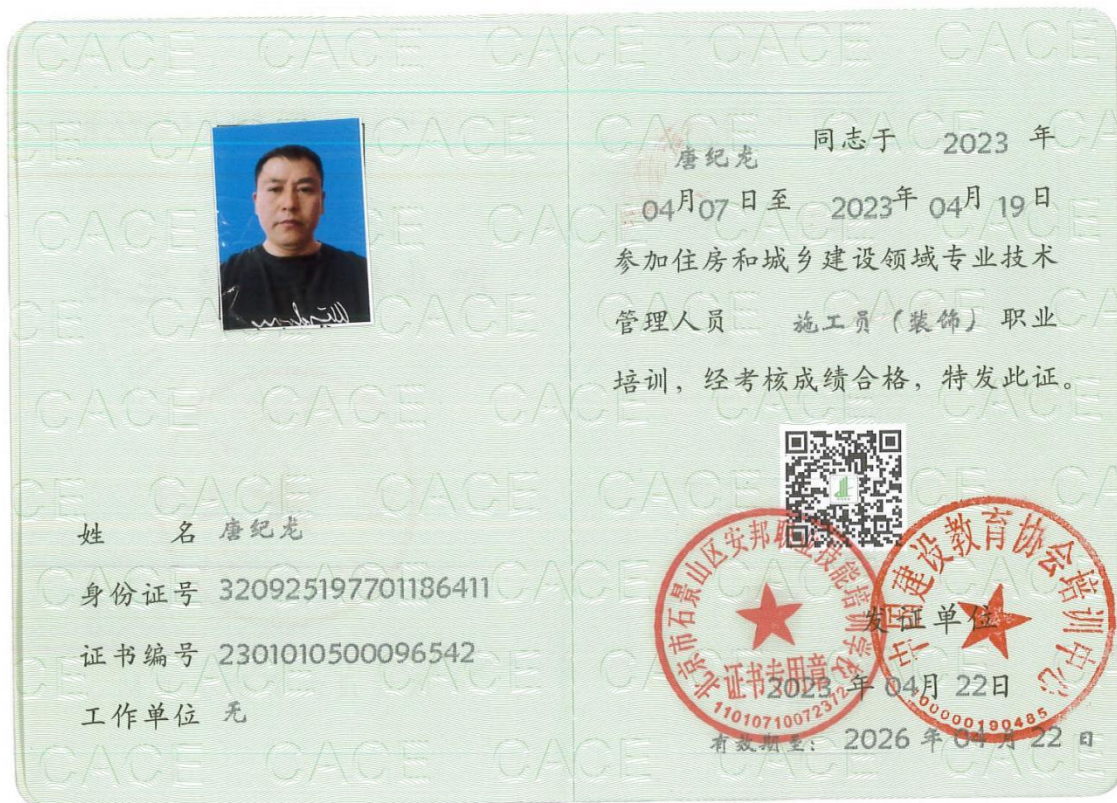 姓 名 唐纪龙
身份证号 320925197701186411
证书编号 2301010500096542
工作单位 无
唐纪龙 同志于 2023 年
04月07 日至 2023年 04月 19日
参加住房和城乡建设领域专业技术
管理人员 施工员（装饰）职业
培训，经考核成绩合格，特发此证。
北京市石景山区安邦职业技能培训学校
证书专用章
11010710072372
中国建设教育协会培训中心
100000190485
发证单位
2023 年 04月 22日
有效期至： 2026 年 04 月 22 日
CACE